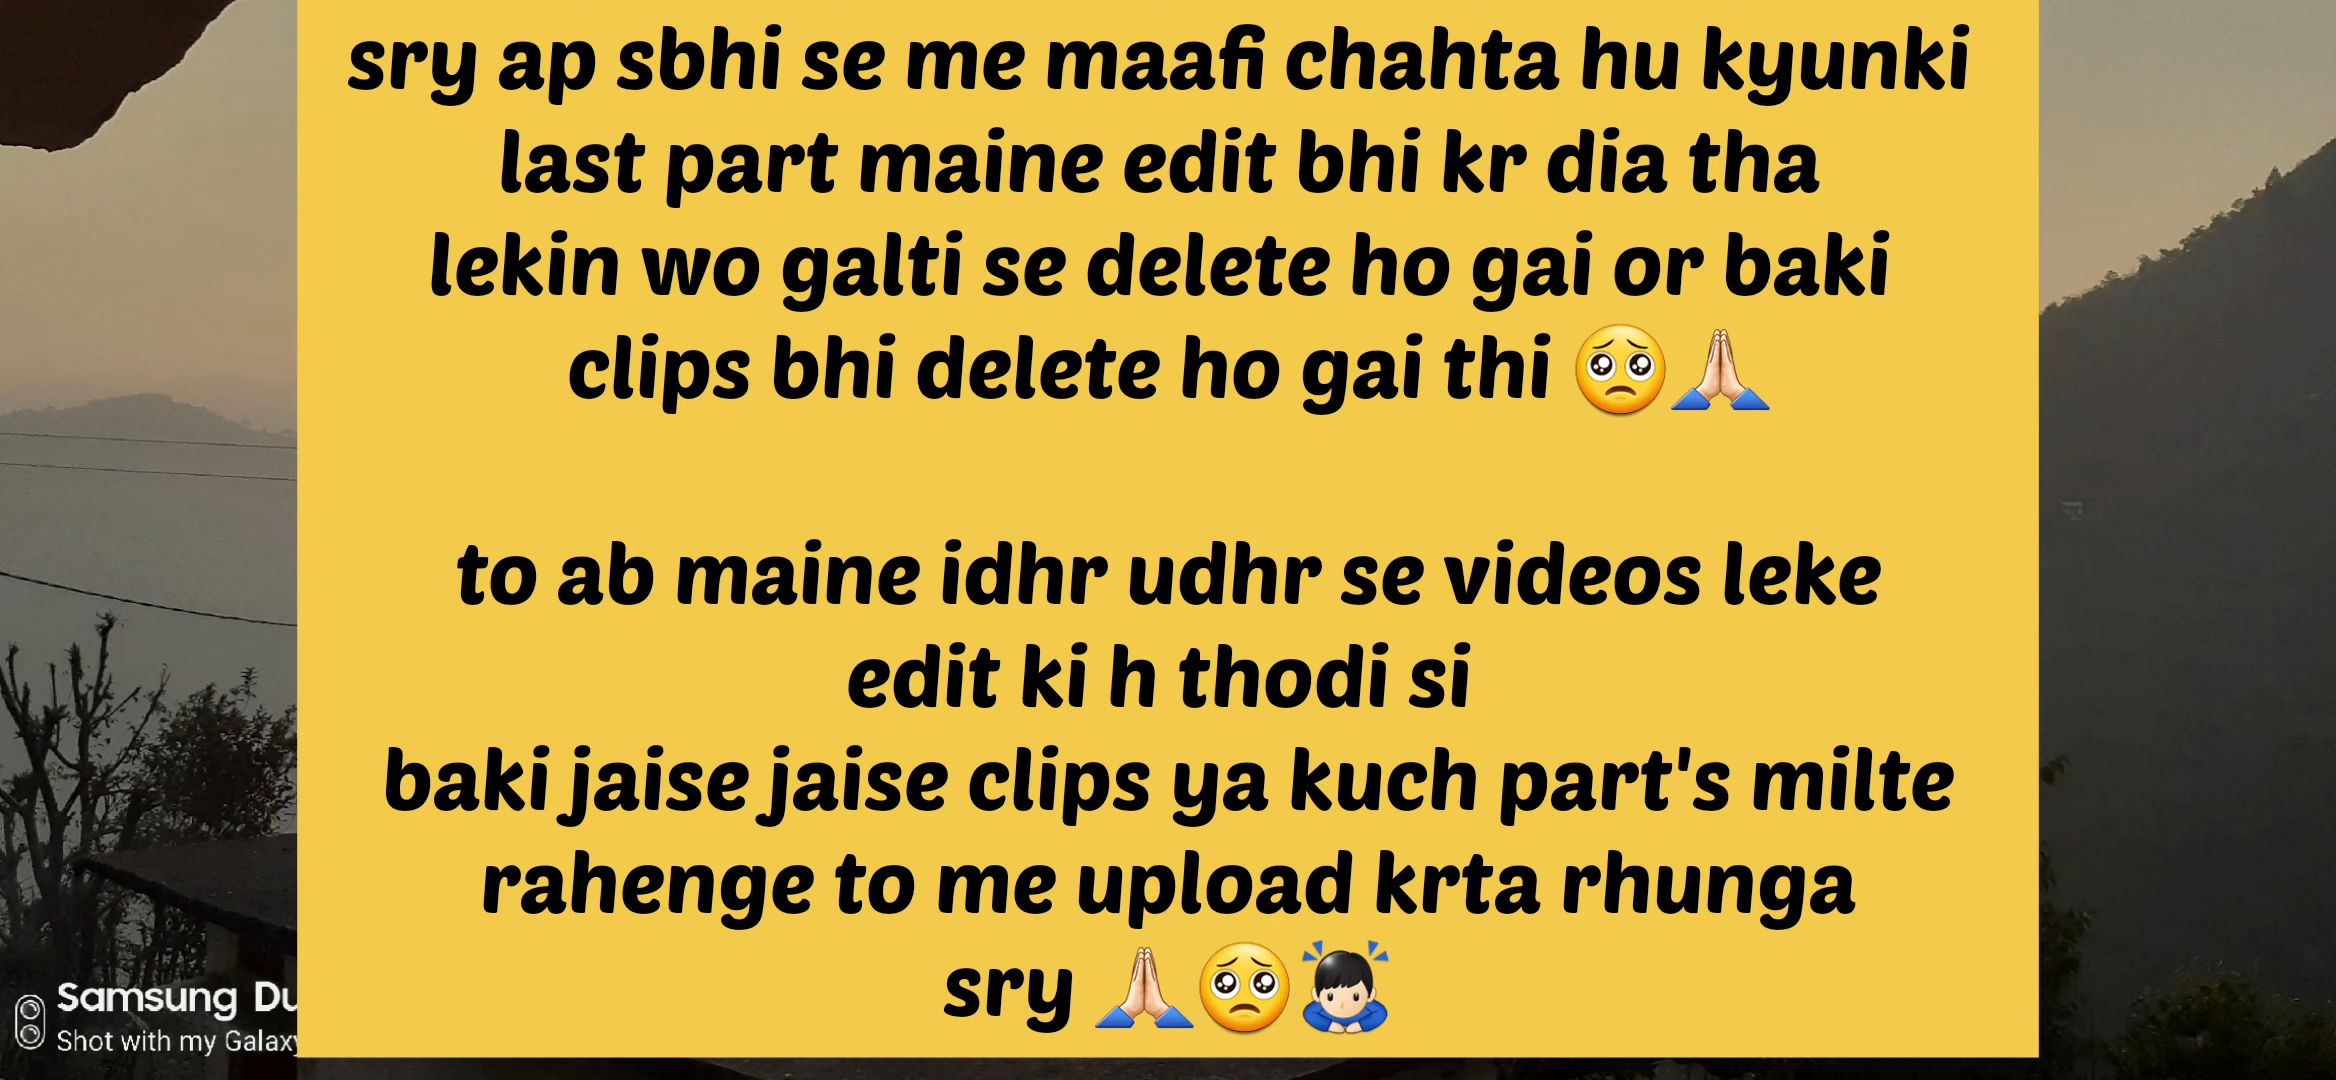 sry ap sbhi se me maafi chahta hu kyunki
last part maine edit bhi kr dia tha
lekin wo galti se delete ho gai or baki
clips bhi delete ho gai thi 🥺🙏🏻
to ab maine idhr udhr se videos leke
edit ki h thodi si
baki jaise jaise clips ya kuch part's milte
rahenge to me upload krta rhunga
sry 🙏🏻🥺🙇🏻‍♂️
Samsung Du
Shot with my Galaxy